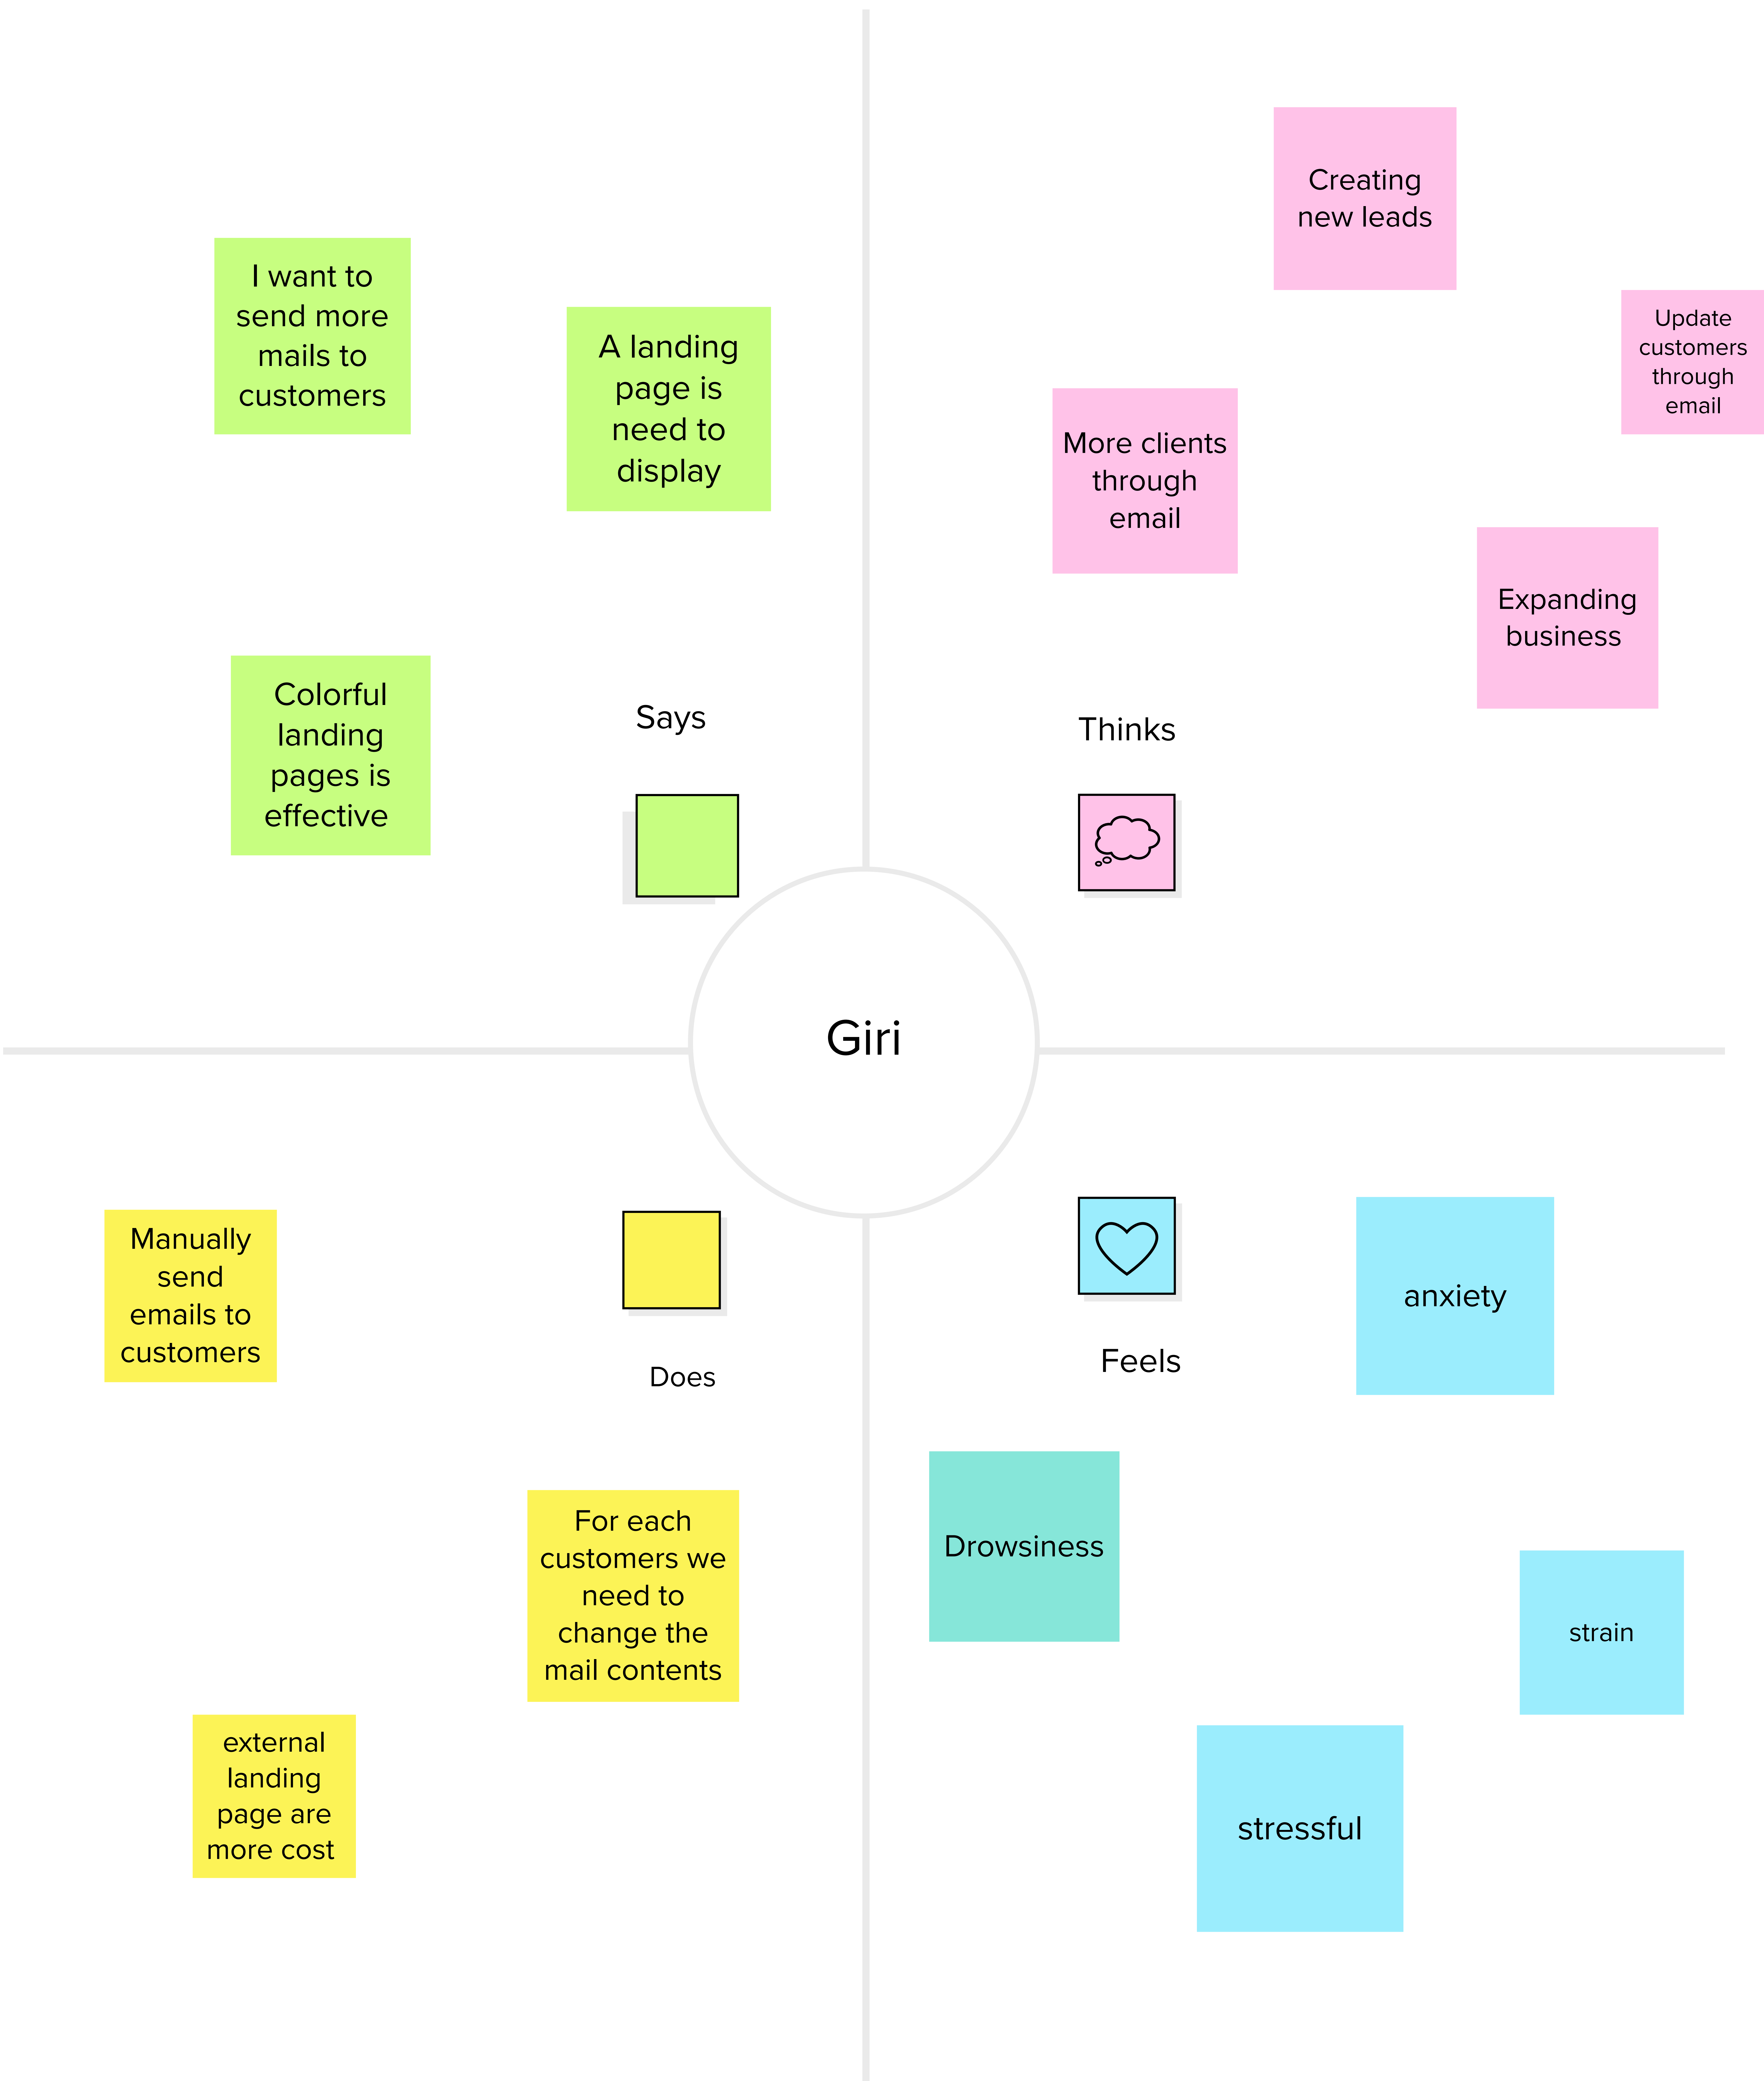 I want to
send more
mails to
customers
A landing
page is
need to
display
Colorful
landing
pages is
effective
Says
Creating
new leads
Update
customers
through
email
More clients
through
email
Expanding
business
Thinks
Giri
Manually
send
emails to
customers
Does
For each
customers we
need to
change the
mail contents
external
landing
page are
more cost
Feels
anxiety
Drowsiness
strain
stressful